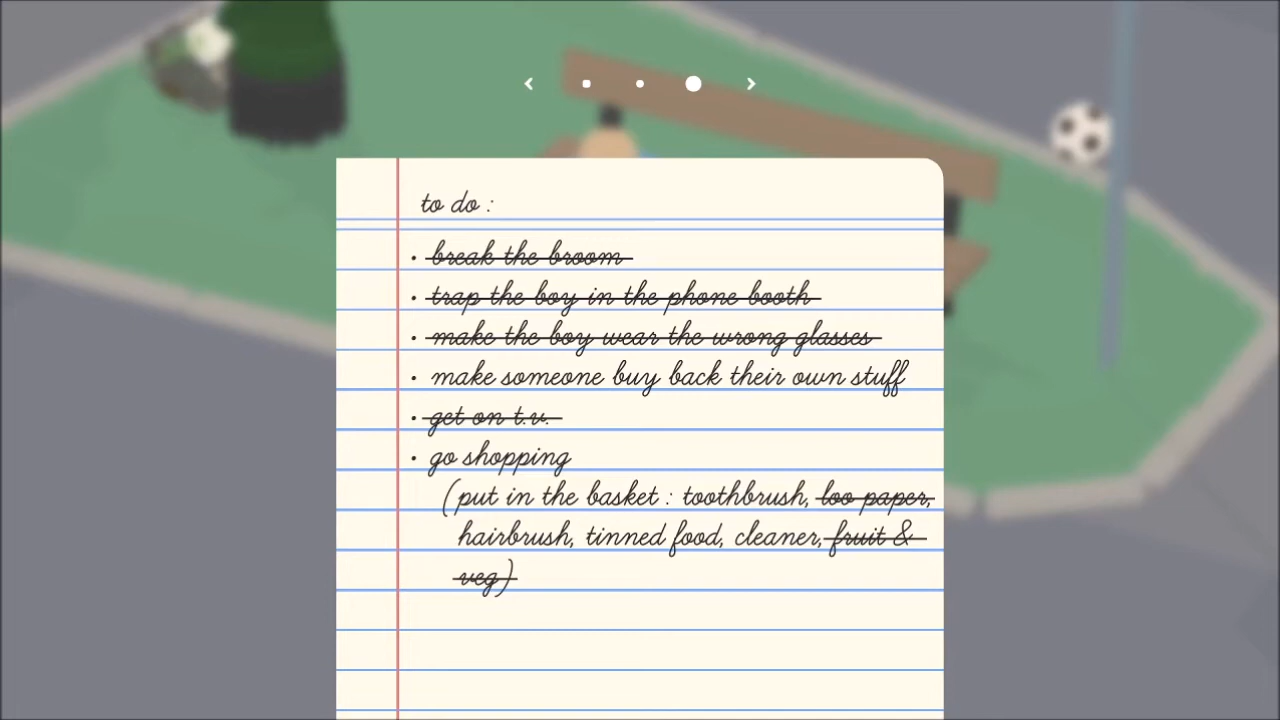 to do :
• break the broom
• trap the boy in the phone booth
• make the boy wear the wrong glasses
• make someone buy back their own stuff
• get on t.v.
• go shopping
(put in the basket : toothbrush, loo paper,
hairbrush, tinned food, cleaner, fruit &
veg)